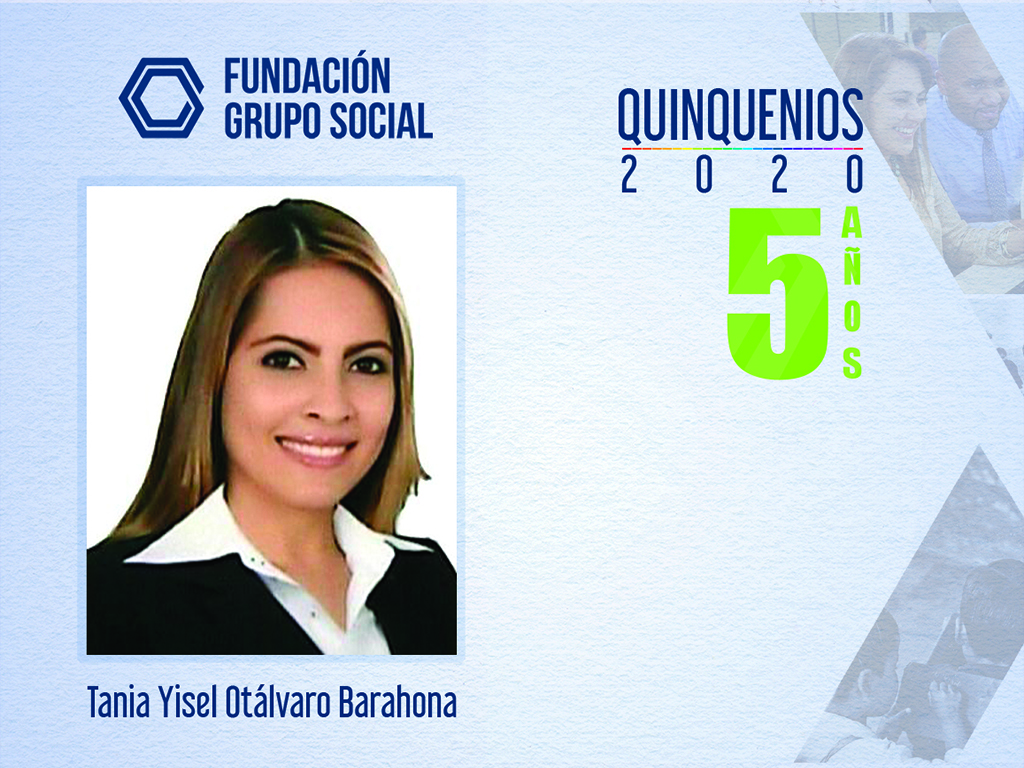 FUNDACIÓN
GRUPO SOCIAL
QUINQUENIOS
2020
5 AÑOS
Tania Yisel Otálvaro Barahona